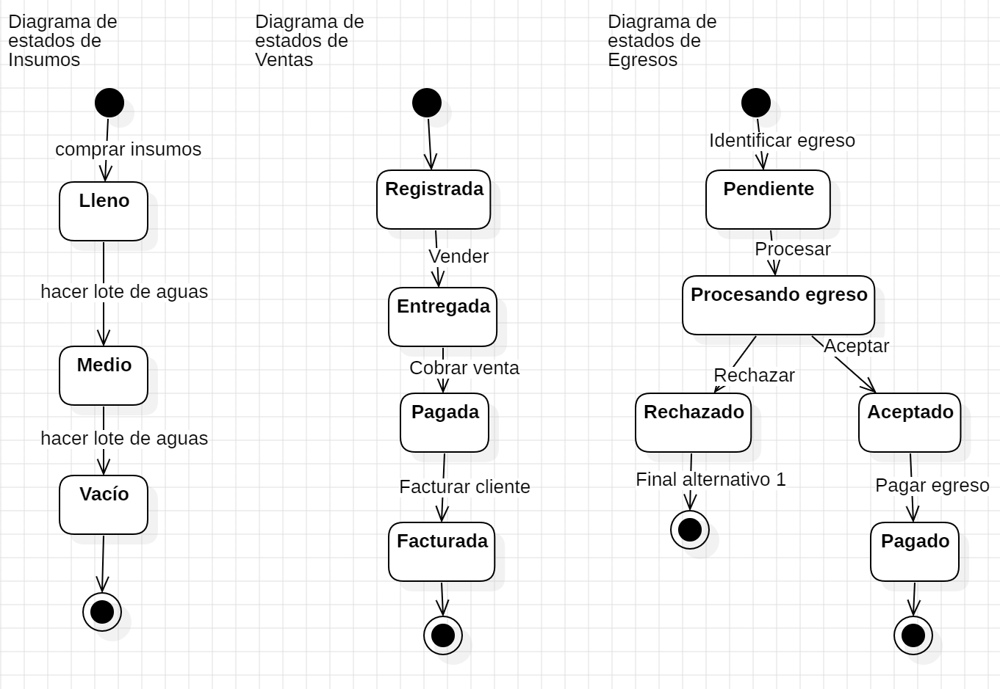 Diagrama de
estados de
Insumos
comprar insumos
Lleno
hacer lote de aguas
Medio
hacer lote de aguas
Vacío
Diagrama de
estados de
Ventas
Registrada
Vender
Entregada
Cobrar venta
Pagada
Facturar cliente
Facturada
Diagrama de
estados de
Egresos
Identificar egreso
Pendiente
Procesar
Procesando egreso
Rechazar
Aceptar
Rechazado
Aceptado
Final alternativo 1
Pagar egreso
Pagado